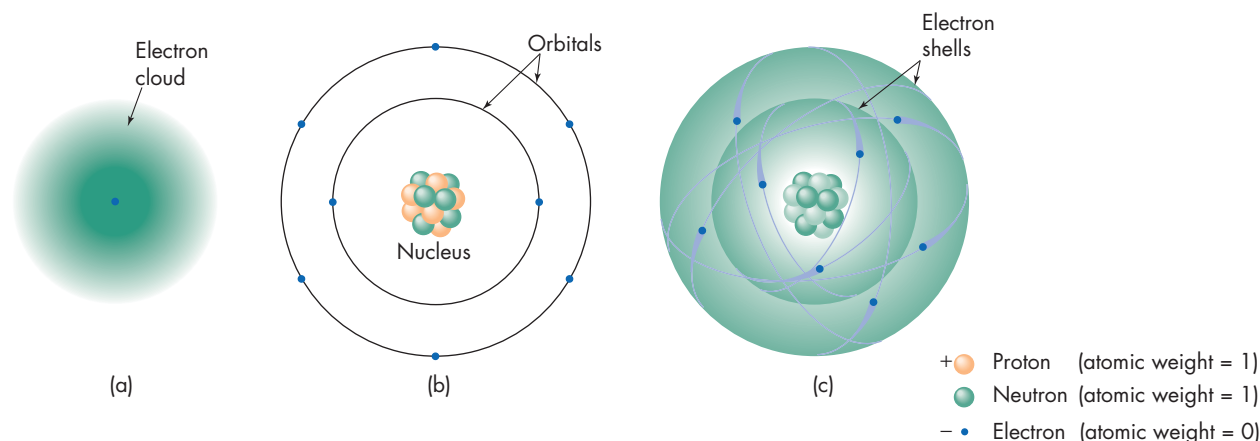 Electron
cloud
Orbitals
Electron
shells
Nucleus
(a)
(b)
(c)
+ Proton (atomic weight = 1)
Neutron (atomic weight = 1)
– Electron (atomic weight = 0)